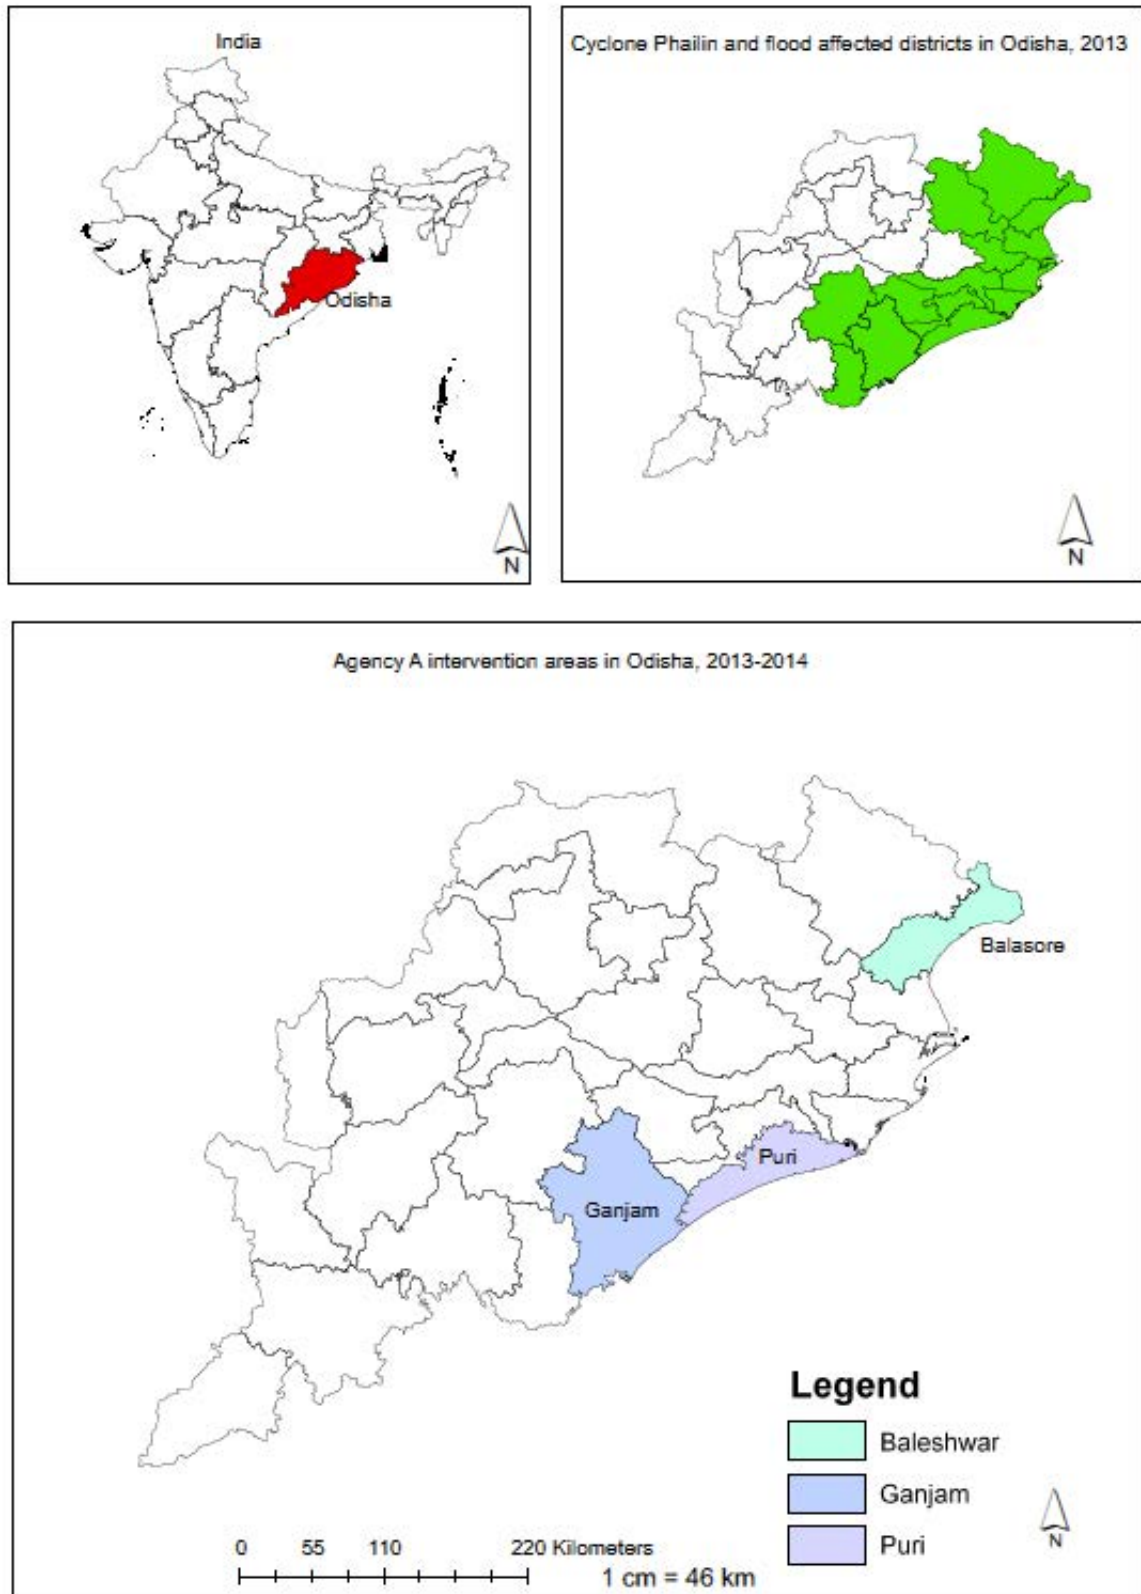 India
Odisha
N
Cyclone Phailin and flood affected districts in Odisha, 2013
N
Agency A intervention areas in Odisha, 2013-2014
Balasore
Puri
Ganjam
Legend
Baleshwar
Ganjam
Puri
N
0 55 110 220 Kilometers
1 cm = 46 km